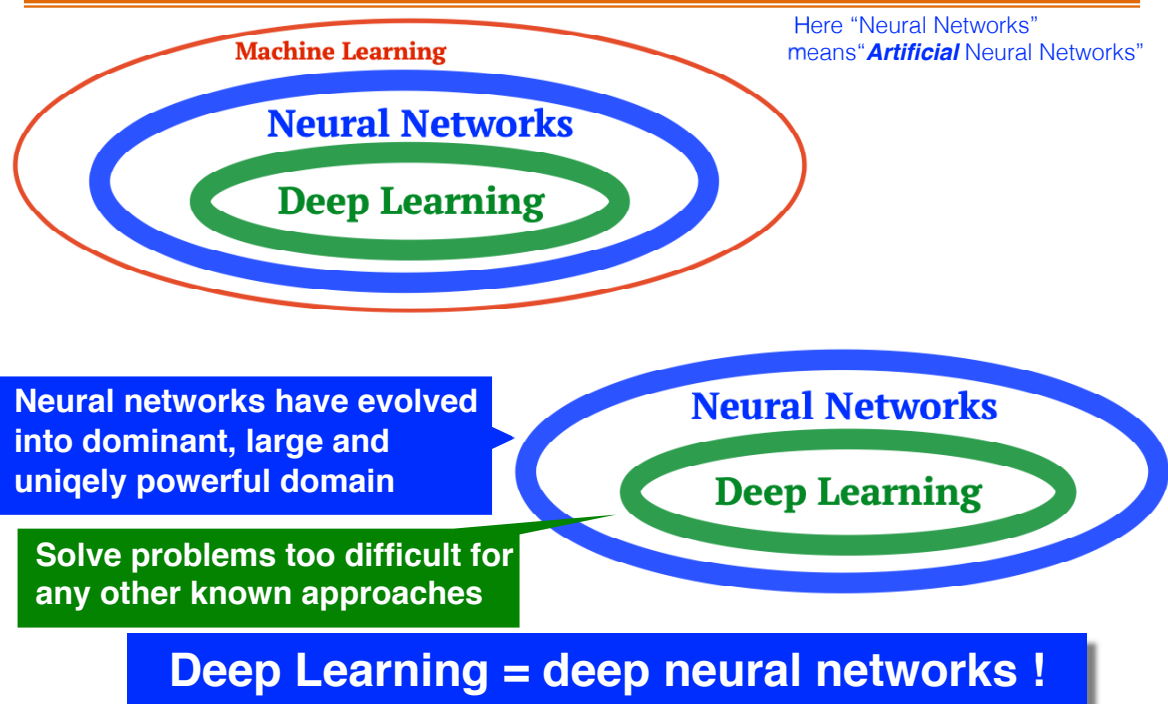 Here “Neural Networks”
means“Artificial Neural Networks”
Machine Learning
Neural Networks
Deep Learning
Neural networks have evolved
into dominant, large and
uniqely powerful domain
Neural Networks
Deep Learning
Solve problems too difficult for
any other known approaches
Deep Learning = deep neural networks !